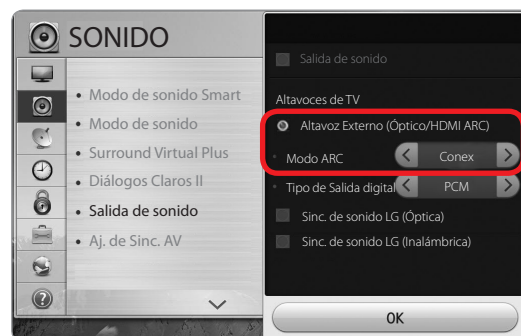 SONIDO
• Modo de sonido Smart
• Modo de sonido
• Surround Virtual Plus
• Diálogos Claros II
• Salida de sonido
• Aj. de Sinc. AV
Salida de sonido
Altavoces de TV
Altavoz Externo (Óptico/HDMI ARC)
• Modo ARC < Conex >
• Tipo de Salida digital < PCM >
Sinc. de sonido LG (Óptica)
Sinc. de sonido LG (Inalámbrica)
OK